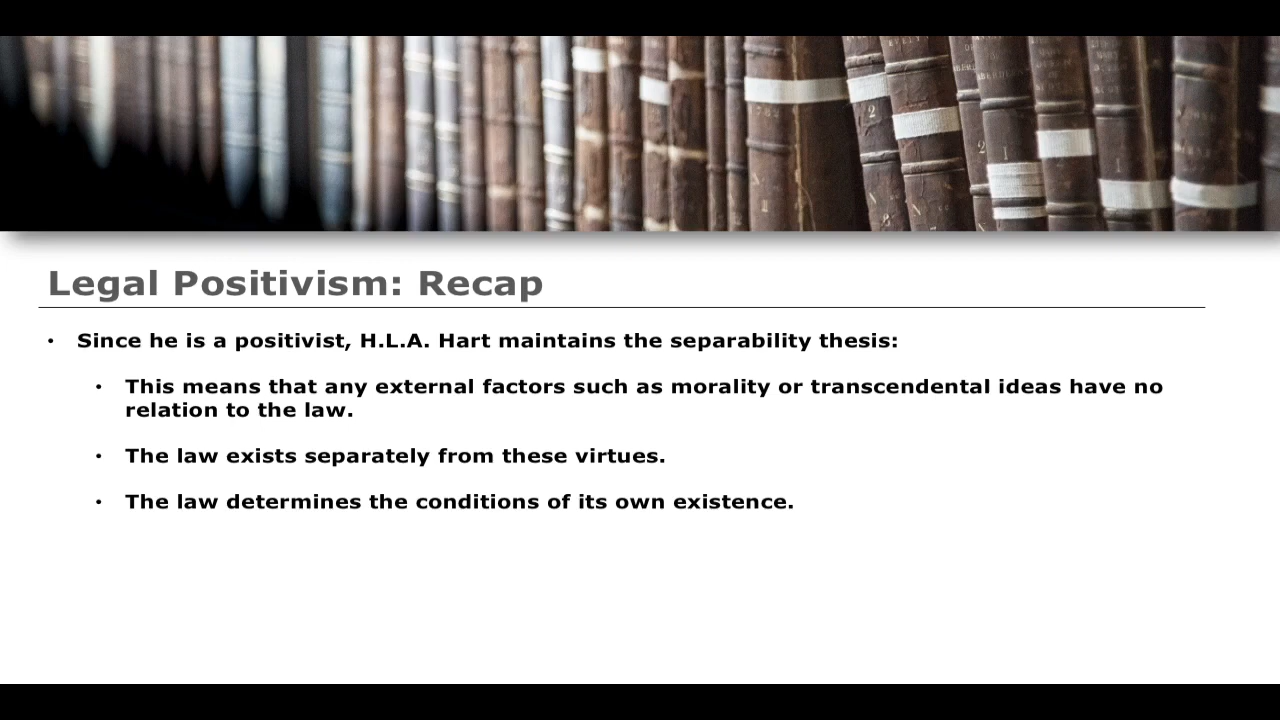 Legal Positivism: Recap
• Since he is a positivist, H.L.A. Hart maintains the separability thesis:
• This means that any external factors such as morality or transcendental ideas have no
relation to the law.
• The law exists separately from these virtues.
• The law determines the conditions of its own existence.